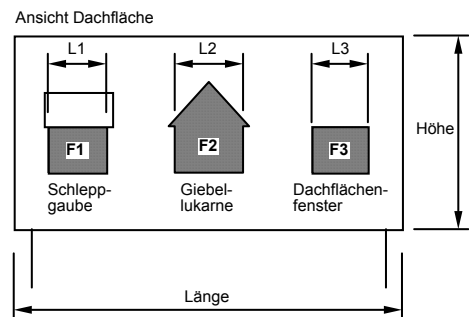 Ansicht Dachfläche
L1 L2 L3
Höhe
F1 F2 F3
Schlepp-
gaube
Giebel-
lukarne
Dachflächen-
fenster
Länge